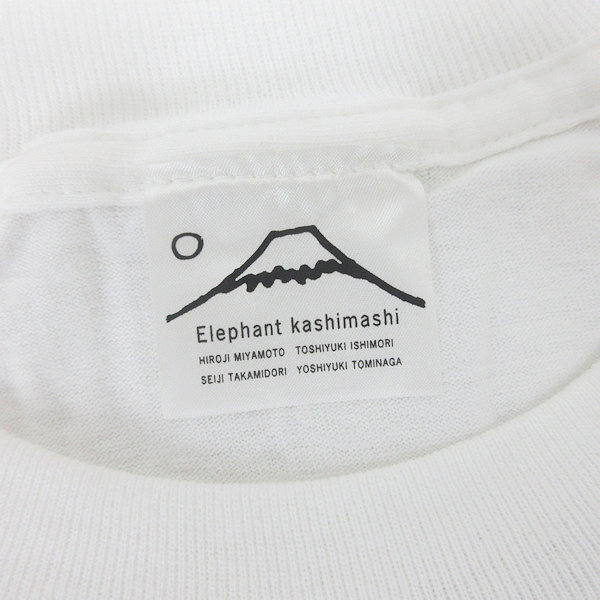 Elephant kashimashi
HIROJI MIYAMOTO TOSHIYUKI ISHIMORI
SEIJI TAKAMIDORI YOSHIYUKI TOMINAGA